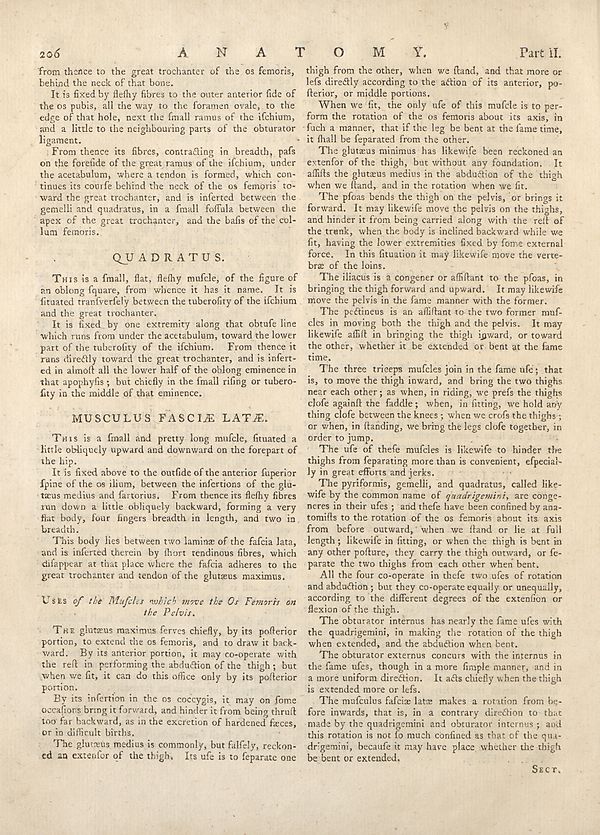 206 A N A T O M Y. Part II.
from thence to the great trochanter of the os femoris,
behind the neck of that bone.
It is fixed by fleſhy fibres to the outer anterior ſide of
the os pubis, all the way to the foramen ovale, to the
edge of that hole, next the ſmall ramus of the iſchium,
and a little to the neighbouring parts of the obturator
ligament.
From thence its fibres, contracting in breadth, paſs
on the foreſide of the great ramus of the iſchium, under
the acetabulum, where a tendon is formed, which con-
tinues its courſe behind the neck of the os femoris to-
ward the great trochanter, and is inſerted between the
gemelli and quadratus, in a ſmall foſſula between the
apex of the great trochanter, and the baſis of the col-
lum femoris.
QUADRATUS.
THIS is a ſmall, flat, fleſhy muſcle, of the figure of
an oblong ſquare, from whence it has it name. It is
ſituated tranſverſely between the tuberoſity of the iſchium
and the great trochanter.
It is fixed by one extremity along that obtuſe line
which runs from under the acetabulum, toward the lower
part of the tuberoſity of the iſchium. From thence it
runs directly toward the great trochanter, and is inſert-
ed in almoſt all the lower half of the oblong eminence in
that apophyſis; but chiefly in the ſmall riſing or tubero-
ſity in the middle of that eminence.
MUSCULUS FASCIÆ LATÆ.
THIS is a ſmall and pretty long muſcle, ſituated a
little obliquely upward and downward on the forepart of
the hip.
It is fixed above to the outſide of the anterior ſuperior
ſpine of the os ilium, between the inſertions of the glu-
tæus medius and ſartorius. From thence its fleſhy fibres
run down a little obliquely backward, forming a very
flat body, four fingers breadth in length, and two in
breadth.
This body lies between two laminæ of the faſcia lata,
and is inſerted therein by ſhort tendinous fibres, which
diſappear at that place where the faſcia adheres to the
great trochanter and tendon of the glutæus maximus.
USES of the Muſcles which move the Os Femoris on
the Pelvis.
THE glutæus maximus ſerves chiefly, by its poſterior
portion, to extend the os femoris, and to draw it back-
ward. By its anterior portion, it may co-operate with
the reſt in performing the abduction of the thigh; but
when we ſit, it can do this office only by its poſterior
portion.
By its inſertion in the os coccygis, it may on ſome
occaſions bring it forward, and hinder it from being thruſt
too far backward, as in the excretion of hardened fæces,
or in difficult births.
The glutæus medius is commonly, but falſely, reckon-
ed an extenſor of the thigh. Its uſe is to ſeparate one
thigh from the other, when we ſtand, and that more or
leſs directly according to the action of its anterior, po-
ſterior, or middle portions.
When we ſit, the only uſe of this muſcle is to per-
form the rotation of the os femoris about its axis, in
ſuch a manner, that if the leg be bent at the ſame time,
it ſhall be ſeparated from the other.
The glutæus minimus has likewiſe been reckoned an
extenſor of the thigh, but without any foundation. It
aſſiſts the glutæus medius in the abduction of the thigh
when we ſtand, and in the rotation when we ſit.
The pſoas bends the thigh on the pelvis, or brings it
forward. It may likewiſe move the pelvis on the thighs,
and hinder it from being carried along with the reſt of
the trunk, when the body is inclined backward while we
ſit, having the lower extremities fixed by ſome external
force. In this ſituation it may likewiſe move the verte-
bræ of the loins.
The iliacus is a congener or aſſiſtant to the pſoas, in
bringing the thigh forward and upward. It may likewiſe
move the pelvis in the ſame manner with the former.
The pectineus is an aſſiſtant to the two former muſ-
cles in moving both the thigh and the pelvis. It may
likewiſe aſſiſt in bringing the thigh inward, or toward
the other, whether it be extended or bent at the ſame
time.
The three triceps muſcles join in the ſame uſe; that
is, to move the thigh inward, and bring the two thighs
near each other; as when, in riding, we preſs the thighs
cloſe againſt the ſaddle; when, in ſitting, we hold any
thing cloſe between the knees; when we croſs the thighs;
or when, in ſtanding, we bring the legs cloſe together, in
order to jump.
The uſe of theſe muſcles is likewiſe to hinder the
thighs from ſeparating more than is convenient, eſpecial-
ly in great efforts and jerks.
The pyriformis, gemelli, and quadratus, called like-
wiſe by the common name of quadrigemini, are conge-
neres in their uſes; and theſe have been confined by ana-
tomiſts to the rotation of the os femoris about its axis
from before outward, when we ſtand or lie at full
length; likewiſe in ſitting, or when the thigh is bent in
any other poſture, they carry the thigh outward, or ſe-
parate the two thighs from each other when bent.
All the four co-operate in theſe two uſes of rotation
and abduction; but they co-operate equally or unequally,
according to the different degrees of the extenſion or
flexion of the thigh.
The obturator internus has nearly the ſame uſes with
the quadrigemini, in making the rotation of the thigh
when extended, and the abduction when bent.
The obturator externus concurs with the internus in
the ſame uſes, though in a more ſimple manner, and in
a more uniform direction. It acts chiefly when the thigh
is extended more or leſs.
The muſculus faſciæ latæ makes a rotation from be-
fore inwards, that is, in a contrary direction to that
made by the quadrigemini and obturator internus; and
this rotation is not ſo much confined as that of the qua-
drigemini, becauſe it may have place whether the thigh
be bent or extended.
SECT.